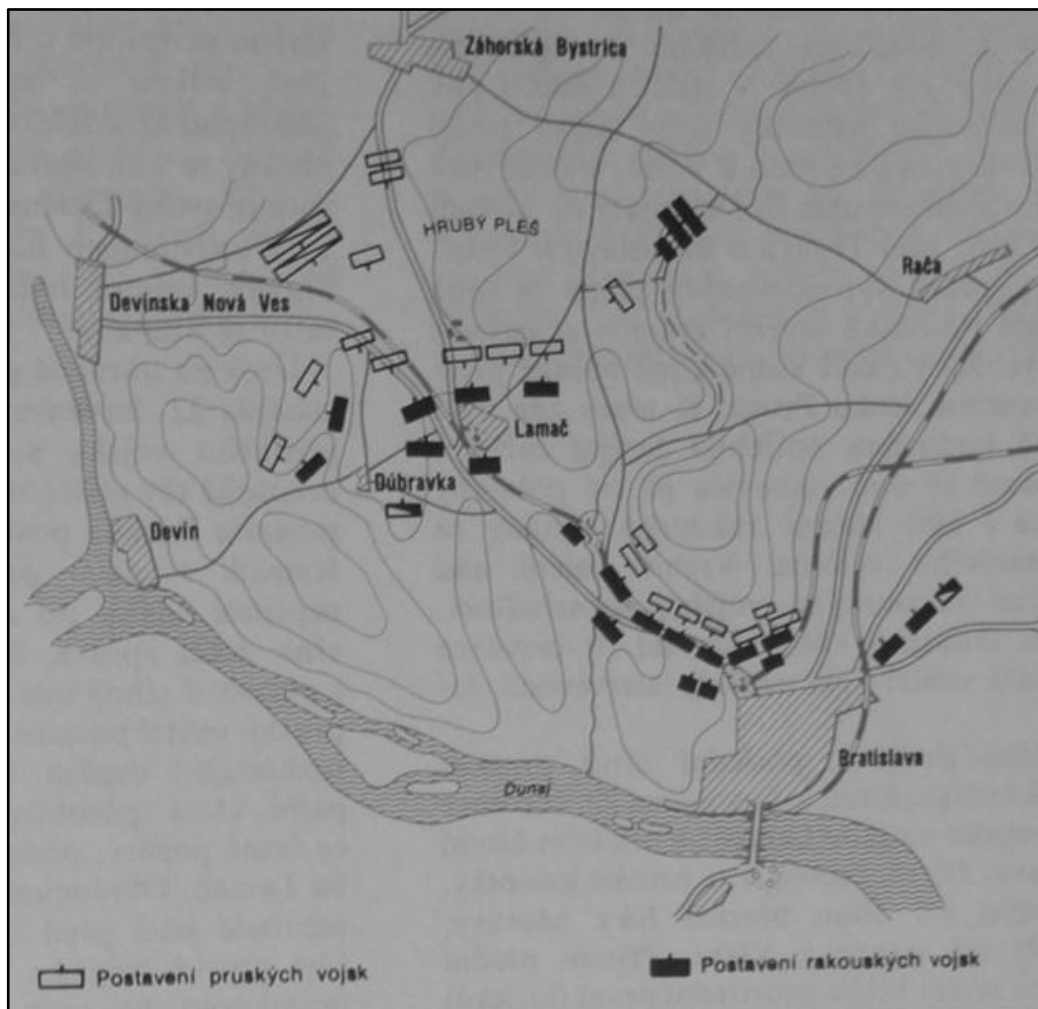 Záhorská Bystrica
HRUBÝ PLEŠ
Rača
Devínska Nová Ves
Lamač
Dúbravka
Devín
Bratislava
Dunaj
Postavení pruských vojsk
Postavení rakouských vojsk